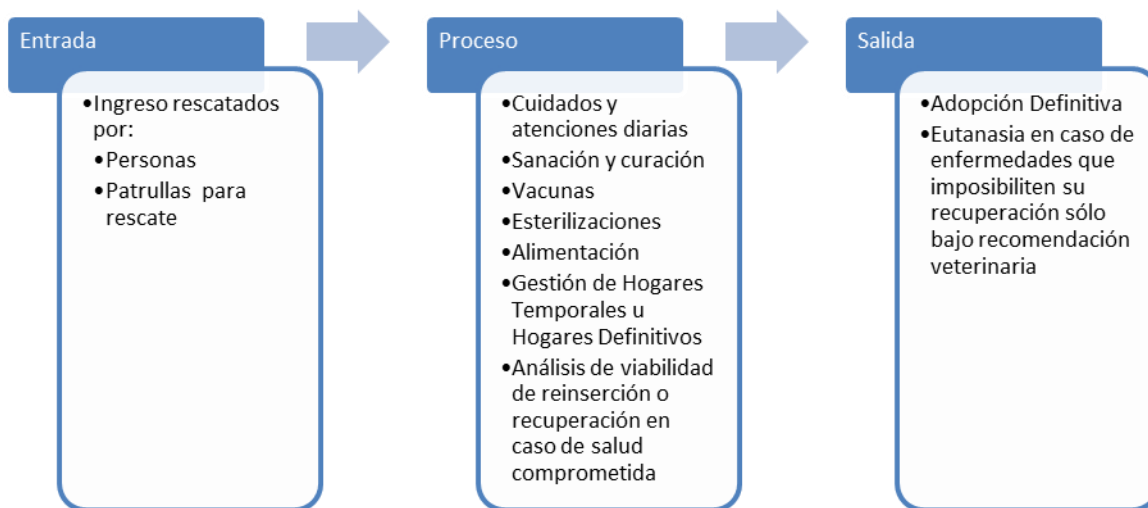 Entrada
•Ingreso rescatados
por:
•Personas
•Patrullas para
rescate
Proceso
•Cuidados y
atenciones diarias
•Sanación y curación
•Vacunas
•Esterilizaciones
•Alimentación
•Gestión de Hogares
Temporales u
Hogares Definitivos
•Análisis de viabilidad
de reinserción o
recuperación en
caso de salud
comprometida
Salida
•Adopción Definitiva
•Eutanasia en caso de
enfermedades que
imposibiliten su
recuperación sólo
bajo recomendación
veterinaria